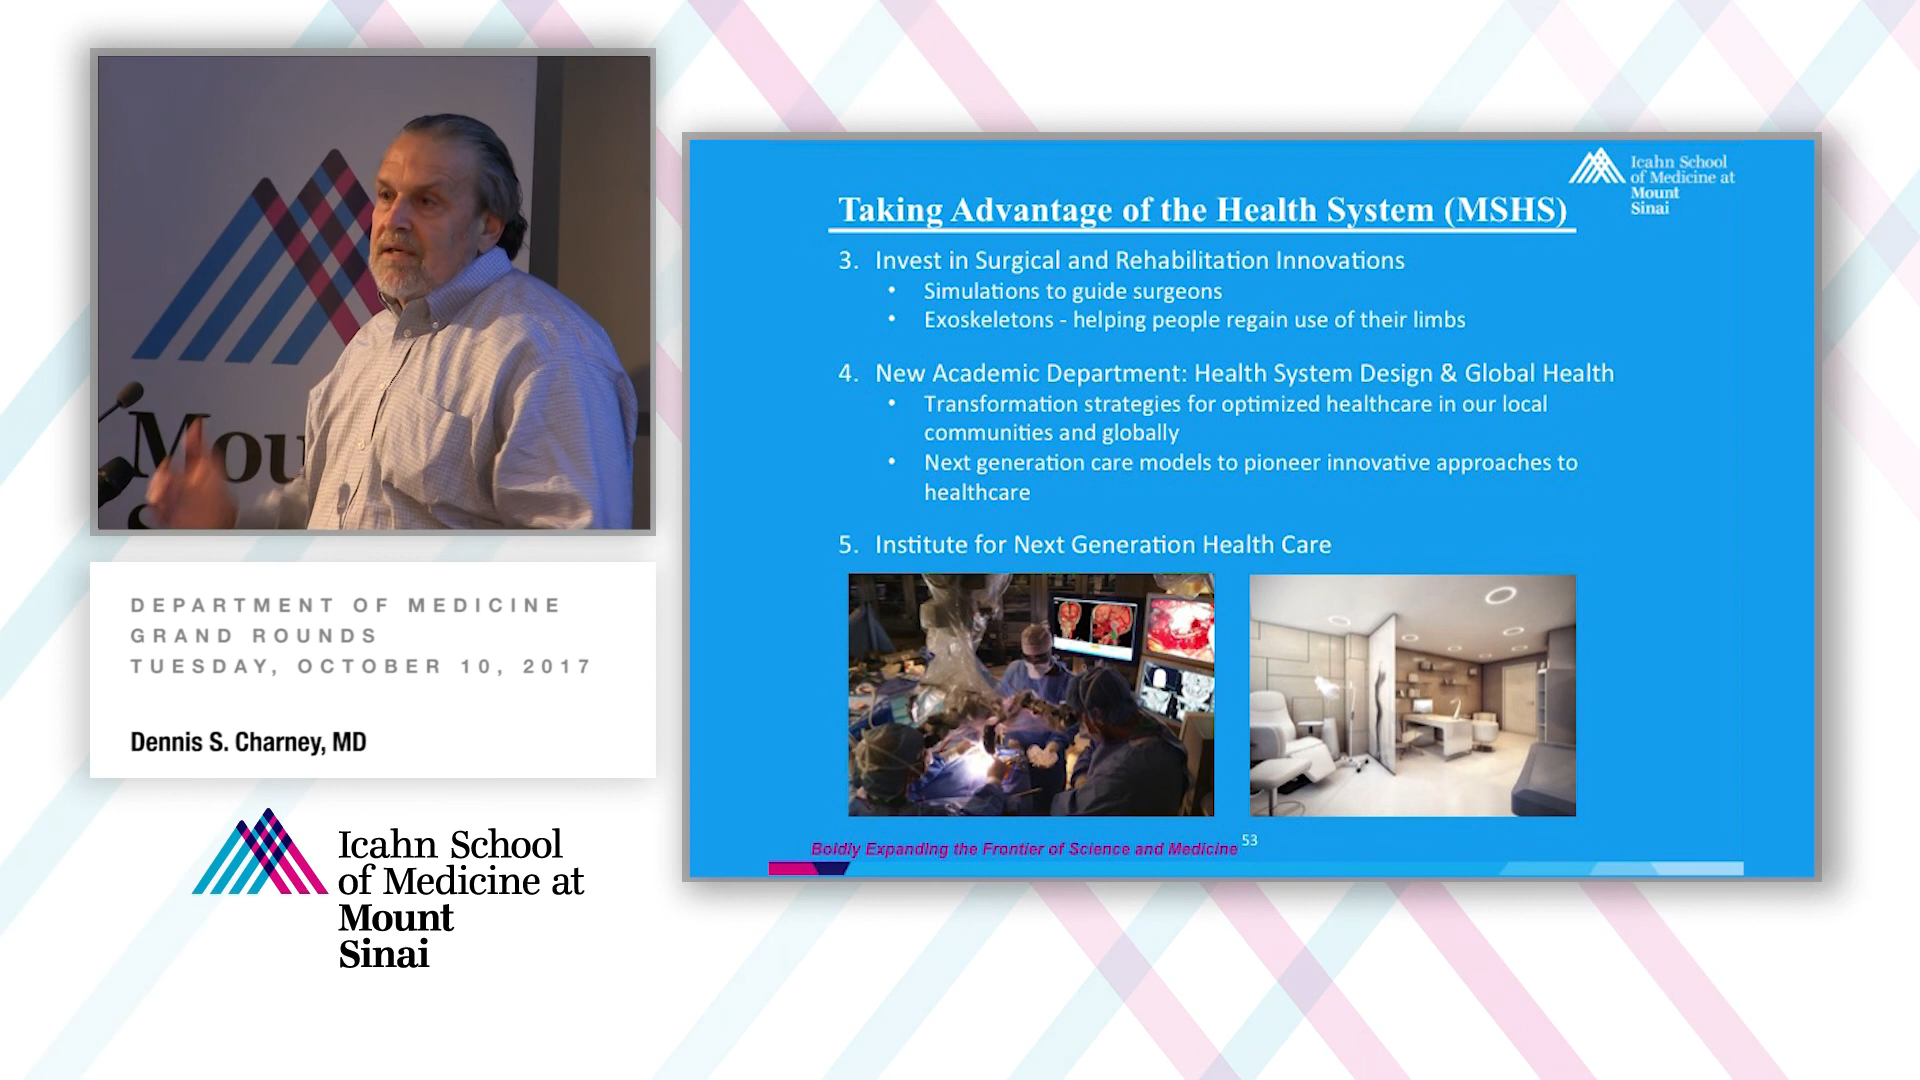 Mou
DEPARTMENT OF MEDICINE
GRAND ROUNDS
TUESDAY, OCTOBER 10, 2017
Dennis S. Charney, MD
Icahn School
of Medicine at
Mount
Sinai
Icahn School
of Medicine at
Mount
Sinai
Taking Advantage of the Health System (MSHS)
3. Invest in Surgical and Rehabilitation Innovations
• Simulations to guide surgeons
• Exoskeletons - helping people regain use of their limbs
4. New Academic Department: Health System Design & Global Health
• Transformation strategies for optimized healthcare in our local
communities and globally
• Next generation care models to pioneer innovative approaches to
healthcare
5. Institute for Next Generation Health Care
Boldly Expanding the Frontier of Science and Medicine
53